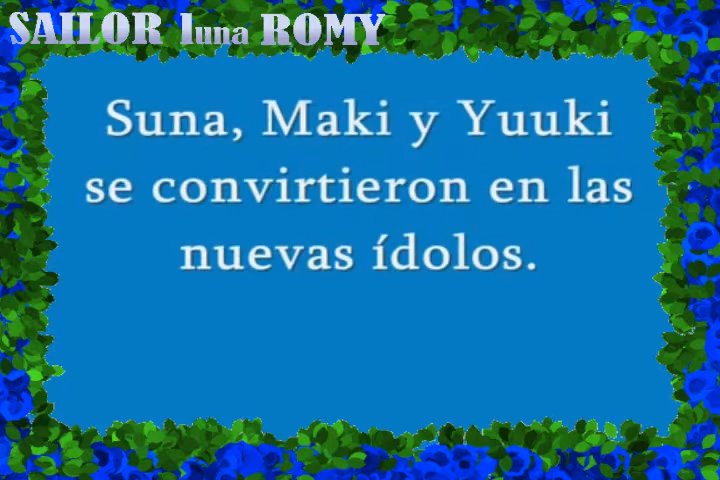 SAILOR luna ROMY
Suna, Maki y Yuuki
se convirtieron en las
nuevas ídolos.